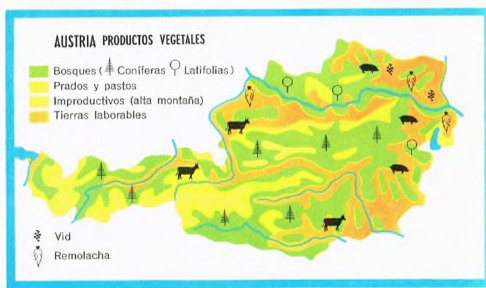 AUSTRIA PRODUCTOS VEGETALES
Bosques ( Coníferas Latifolias)
Prados y pastos
Improductivos (alta montaña)
Tierras laborables
Vid
Remolacha